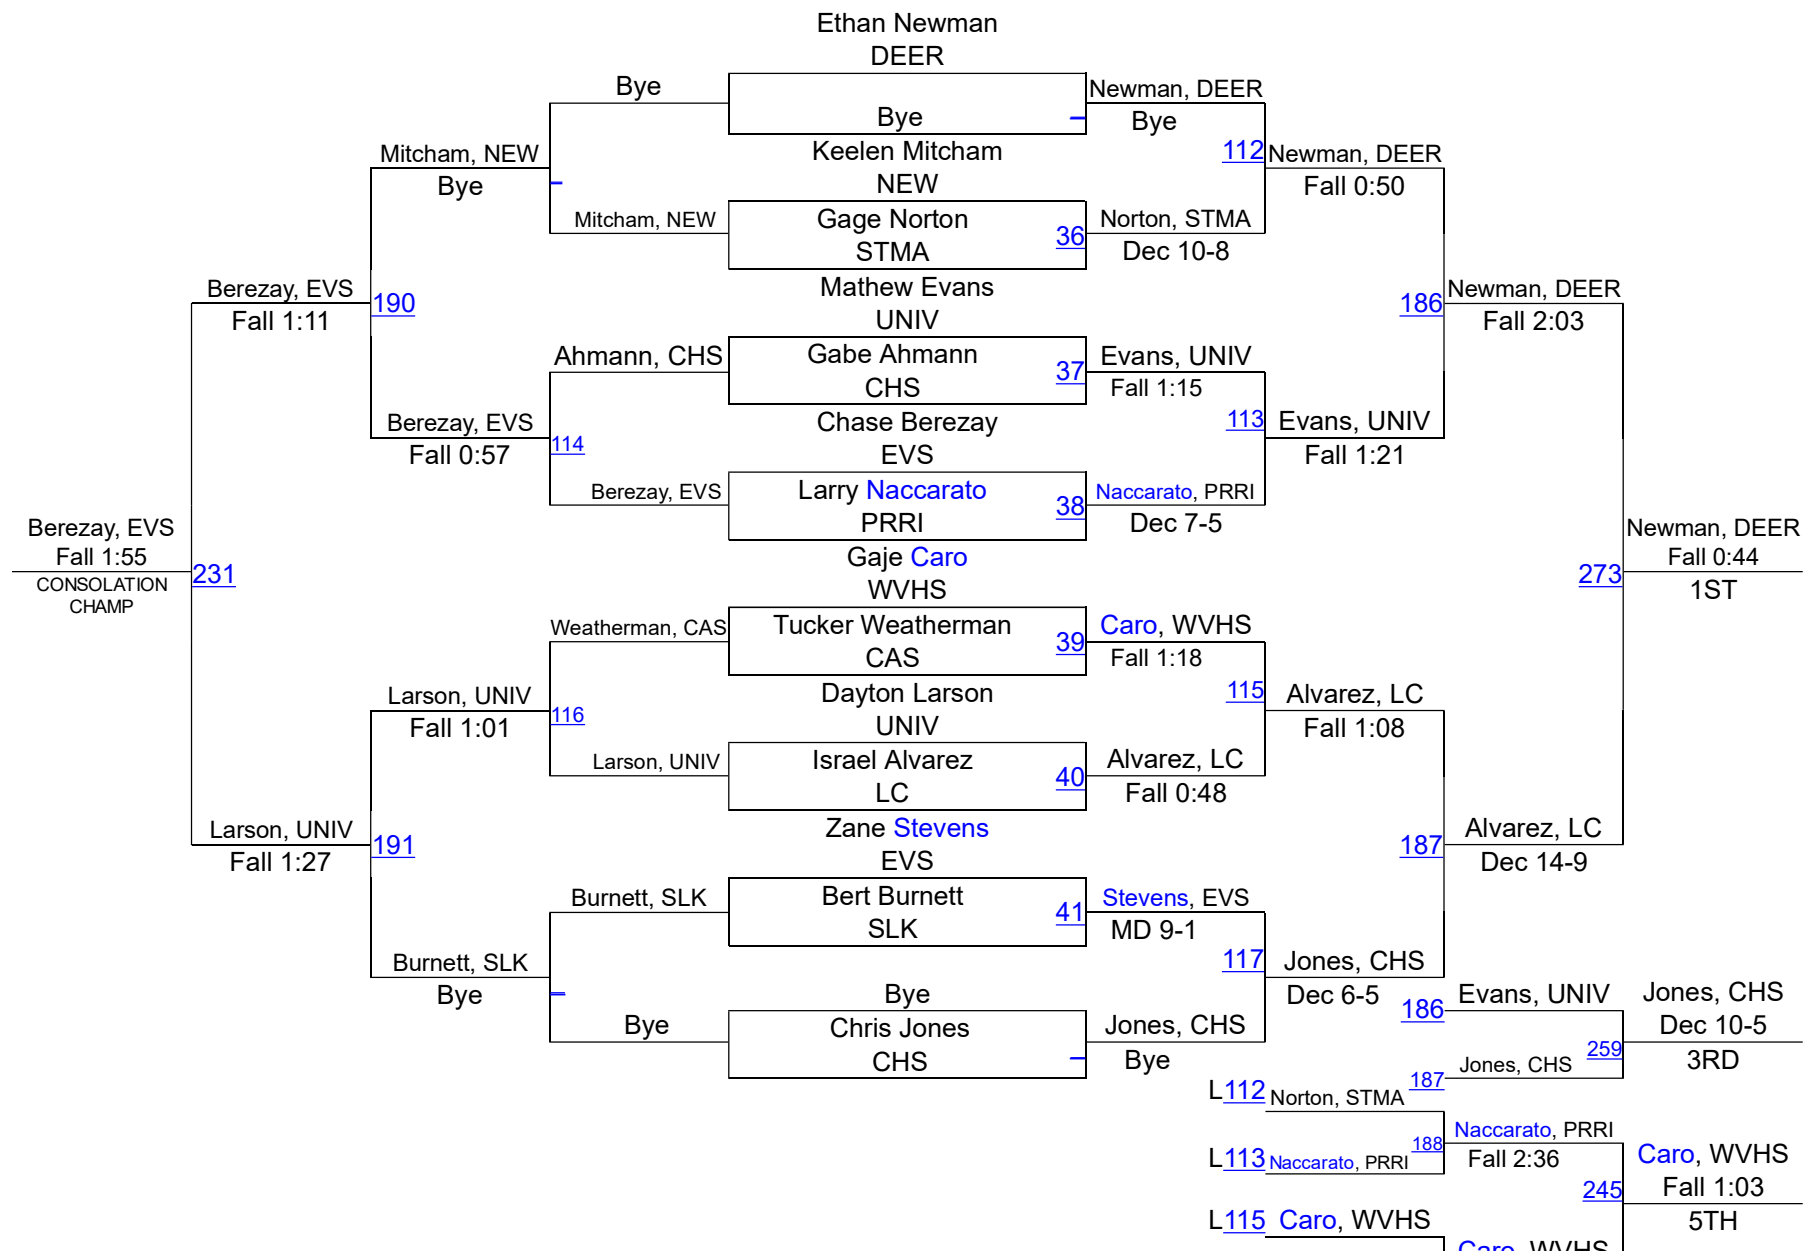 Ethan Newman
DEER
Bye
Newman, DEER
Bye
Bye
Keelen Mitcham
NEW
112
Newman, DEER
Fall 0:50
Mitcham, NEW
Bye
Mitcham, NEW
Gage Norton
STMA
36
Norton, STMA
Dec 10-8
Mathew Evans
UNIV
Berezay, EVS
Fall 1:11
190
186
Newman, DEER
Fall 2:03
Ahmann, CHS
Gabe Ahmann
CHS
37
Evans, UNIV
Fall 1:15
Chase Berezay
EVS
113
Evans, UNIV
Fall 1:21
Berezay, EVS
Fall 0:57
114
Berezay, EVS
Larry Naccarato
PRRI
38
Naccarato, PRRI
Dec 7-5
Berezay, EVS
Fall 1:55
CONSOLATION
CHAMP
231
Gaje Caro
WVHS
273
Newman, DEER
Fall 0:44
1ST
Weatherman, CAS
Tucker Weatherman
CAS
39
Caro, WVHS
Fall 1:18
Larson, UNIV
Fall 1:01
116
Dayton Larson
UNIV
115
Alvarez, LC
Fall 1:08
Larson, UNIV
Israel Alvarez
LC
40
Alvarez, LC
Fall 0:48
Zane Stevens
EVS
Larson, UNIV
Fall 1:27
191
187
Alvarez, LC
Dec 14-9
Burnett, SLK
Bert Burnett
SLK
41
Stevens, EVS
MD 9-1
Burnett, SLK
Bye
117
Jones, CHS
Dec 6-5
Bye
Bye
Chris Jones
CHS
Jones, CHS
Bye
186
Evans, UNIV
Jones, CHS
Dec 10-5
3RD
259
187
Jones, CHS
L112
Norton, STMA
188
Naccarato, PRRI
Fall 2:36
L113
Naccarato, PRRI
245
Caro, WVHS
Fall 1:03
5TH
L115
Caro, WVHS
Caro, WVHS